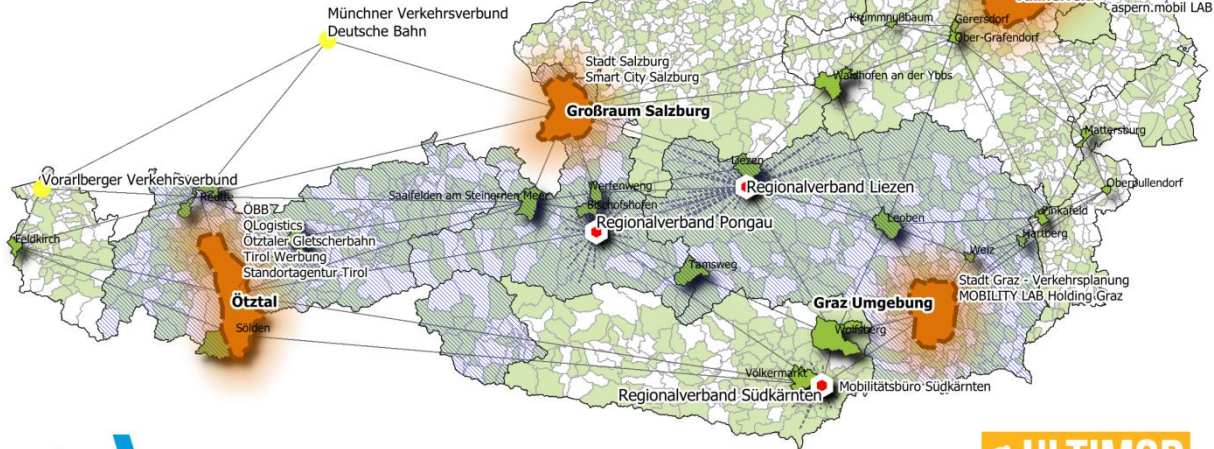 Münchner Verkehrsverbund
Deutsche Bahn
aspern.mobil LAB
Krummnußbaum
Gerersdorf
Ober-Grafendorf
Stadt Salzburg
Smart City Salzburg
Großraum Salzburg
Waidhofen an der Ybbs
Mattersburg
Oberpullendorf
Vorarlberger Verkehrsverbund
Reutte
Feldkirch
ÖBB
QLogistics
Ötztaler Gletscherbahn
Tirol Werbung
Standortagentur Tirol
Ötztal
Sölden
Saalfelden am Steinernen Meer
Werfenweng
Bischofshofen
Regionalverband Pongau
Liezen
Regionalverband Liezen
Leoben
Pinkafeld
Hartberg
Weiz
Tamsweg
Stadt Graz - Verkehrsplanung
MOBILITY LAB Holding Graz
Graz Umgebung
Wolfsberg
Völkermarkt
Mobilitätsbüro Südkärnten
Regionalverband Südkärnten
ULTIMOB